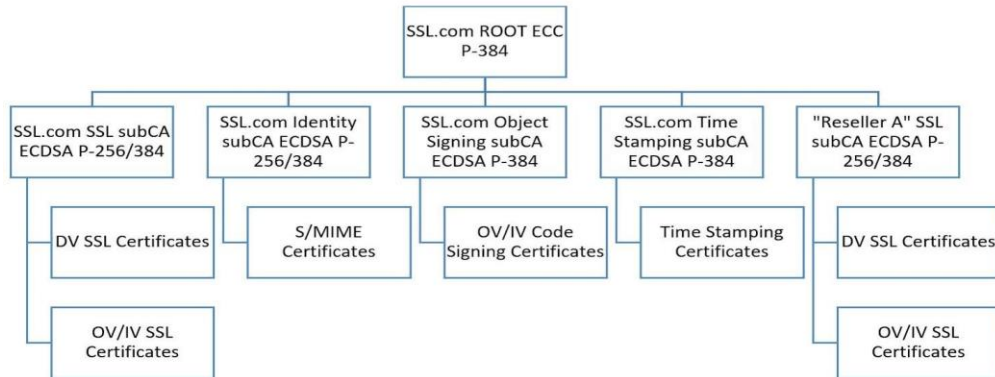 SSL.com ROOT ECC
P-384
SSL.com SSL subCA
ECDSA P-256/384
SSL.com Identity
subCA ECDSA P-
256/384
SSL.com Object
Signing subCA
ECDSA P-384
SSL.com Time
Stamping subCA
ECDSA P-384
"Reseller A" SSL
subCA ECDSA P-
256/384
DV SSL Certificates
S/MIME
Certificates
OV/IV Code
Signing Certificates
Time Stamping
Certificates
DV SSL Certificates
OV/IV SSL
Certificates
OV/IV SSL
Certificates